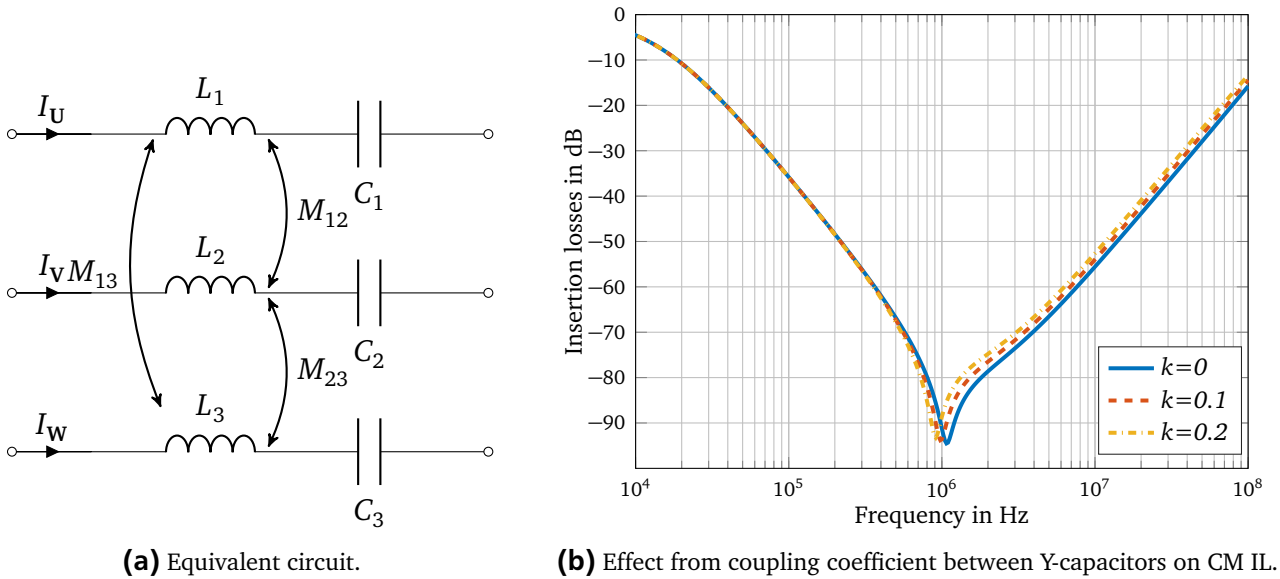 I_U
L_1
C_1
M_12
I_V M_13
L_2
C_2
M_23
I_W
L_3
C_3
(a) Equivalent circuit.
Insertion losses in dB
0
−10
−20
−30
−40
−50
−60
−70
−80
−90
k=0
k=0.1
k=0.2
10^4 10^5 10^6 10^7 10^8
Frequency in Hz
(b) Effect from coupling coefficient between Y-capacitors on CM IL.